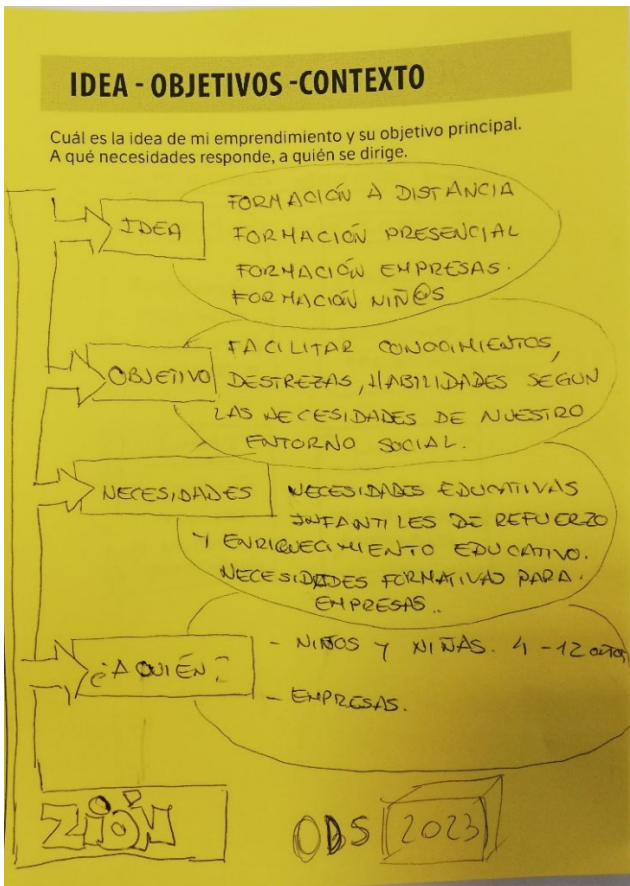 IDEA - OBJETIVOS -CONTEXTO
Cuál es la idea de mi emprendimiento y su objetivo principal.
A qué necesidades responde, a quién se dirige.
IDEA
FORMACIÓN A DISTANCIA
FORMACIÓN PRESENCIAL
FORMACIÓN EMPRESAS.
FORMACIÓN NIÑ@S
OBJETIVO
FACILITAR CONOCIMIENTOS,
DESTREZAS, HABILIDADES SEGÚN
LAS NECESIDADES DE NUESTRO
ENTORNO SOCIAL.
NECESIDADES
NECESIDADES EDUCATIVAS
INFANTILES DE REFUERZO
Y ENRIQUECIMIENTO EDUCATIVO.
NECESIDADES FORMATIVAS PARA.
EMPRESAS..
¿A QUIÉN?
- NIÑOS Y NIÑAS. 4 - 12 años
- EMPRESAS.
ZIÓN
ODS 2023